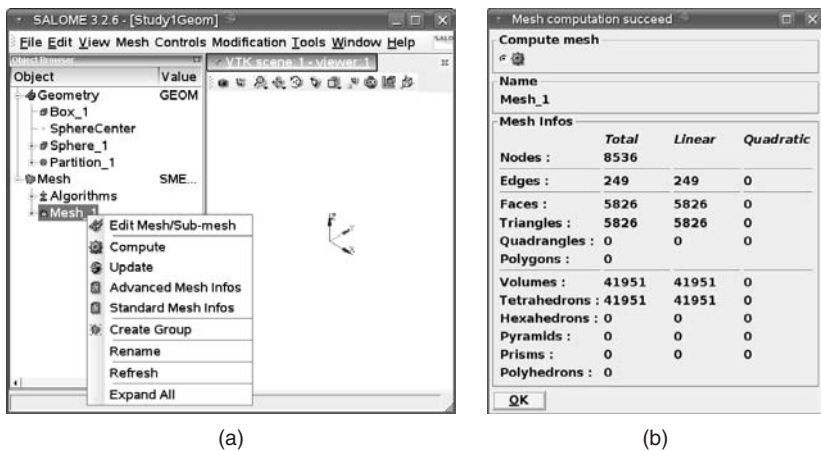 SALOME 3.2.6 - [Study1Geom]
File Edit View Mesh Controls Modification Tools Window Help
Object Browser
VTK scene:1 - viewer:1
Object Value
Geometry GEOM
Box_1
SphereCenter
Sphere_1
Partition_1
Mesh SME...
Algorithms
Mesh_1
Edit Mesh/Sub-mesh
Compute
Update
Advanced Mesh Infos
Standard Mesh Infos
Create Group
Rename
Refresh
Expand All
(a)
Mesh computation succeed
Compute mesh
Name
Mesh_1
Mesh Infos
Total Linear Quadratic
Nodes : 8536
Edges : 249 249 0
Faces : 5826 5826 0
Triangles : 5826 5826 0
Quadrangles : 0 0 0
Polygons : 0
Volumes : 41951 41951 0
Tetrahedrons : 41951 41951 0
Hexahedrons : 0 0 0
Pyramids : 0 0 0
Prisms : 0 0 0
Polyhedrons : 0
OK
(b)